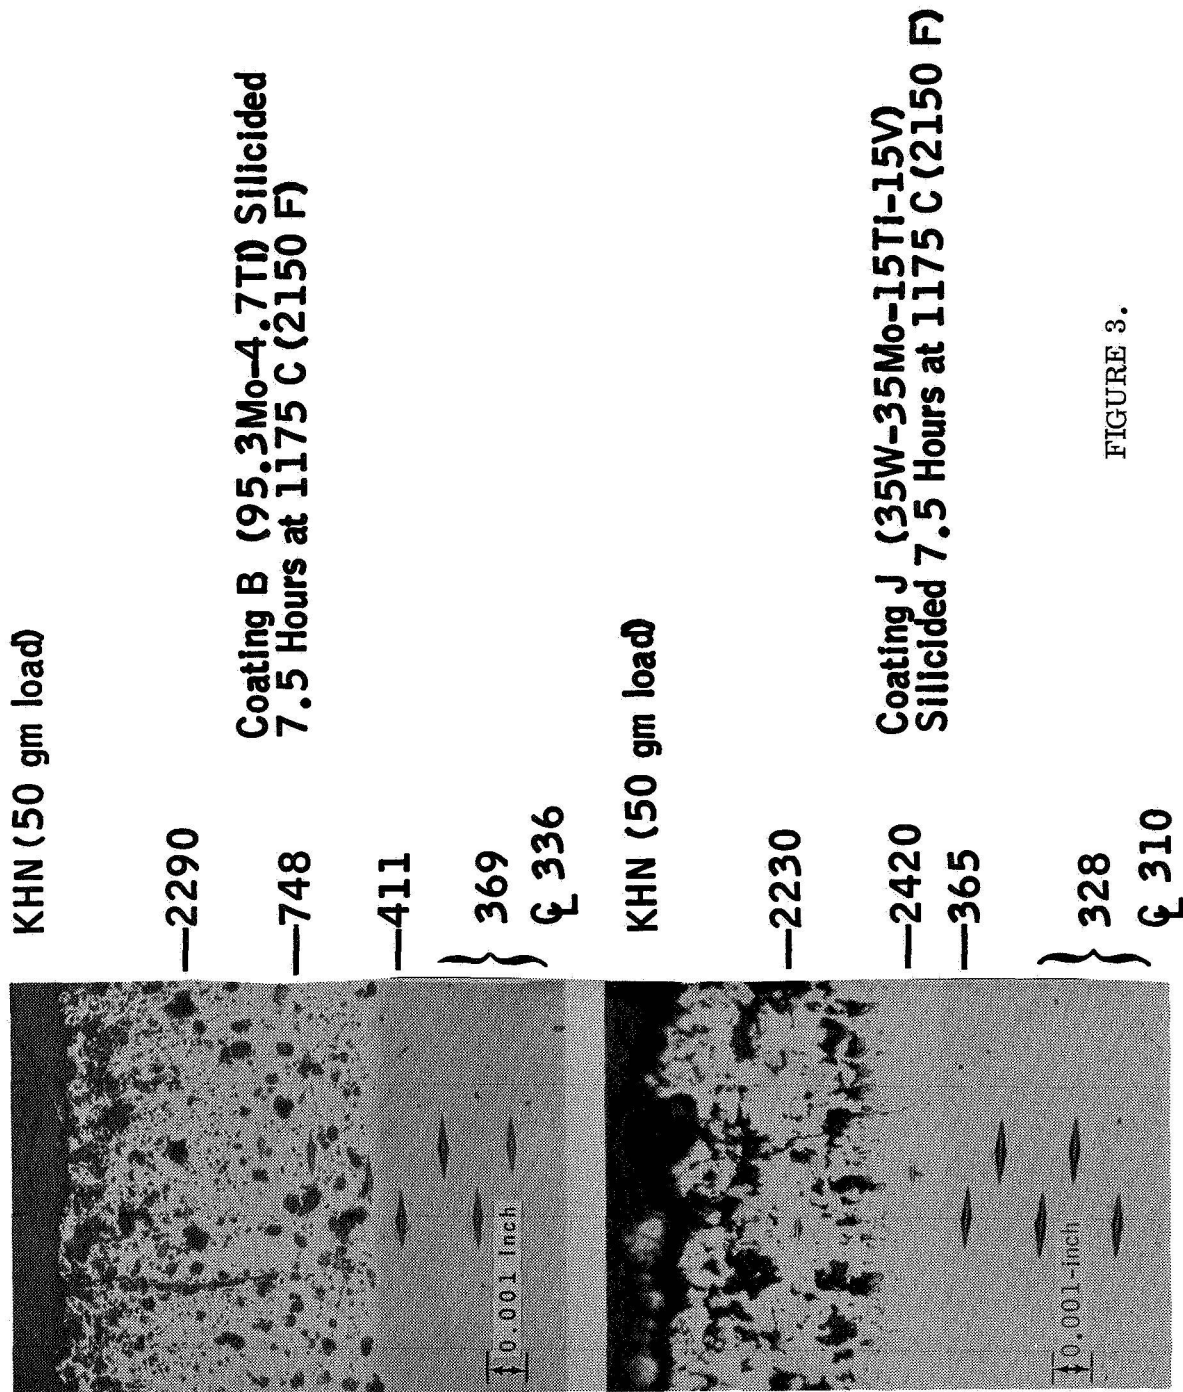 KHN (50 gm load)
2290
748
411
369
℄ 336
Coating B (95.3Mo-4.7Ti) Silicided
7.5 Hours at 1175 C (2150 F)
0.001 inch
KHN (50 gm load)
2230
2420
365
328
℄ 310
Coating J (35W-35Mo-15Ti-15V)
Silicided 7.5 Hours at 1175 C (2150 F)
0.001-inch
FIGURE 3.